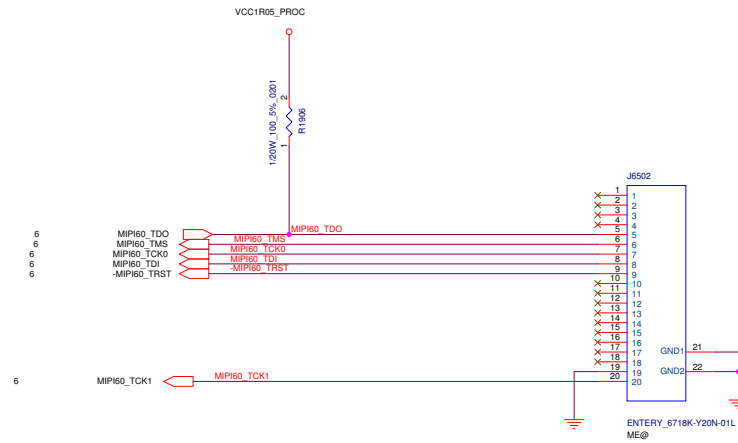 VCC1R05_PROC
1/20W_100_5%_0201
2
1
R1906
J6502
6 MIPI60_TDO MIPI60_TDO
6 MIPI60_TMS MIPI60_TMS
6 MIPI60_TCK0 MIPI60_TCK0
6 MIPI60_TDI MIPI60_TDI
6 -MIPI60_TRST -MIPI60_TRST
6 MIPI60_TCK1 MIPI60_TCK1
1 1
2 2
3 3
4 4
5 5
6 6
7 7
8 8
9 9
10 10
11 11
12 12
13 13
14 14
15 15
16 16
17 17
18 18
19 19
20 20
GND1 21
GND2 22
ENTERY_6718K-Y20N-01L
ME@